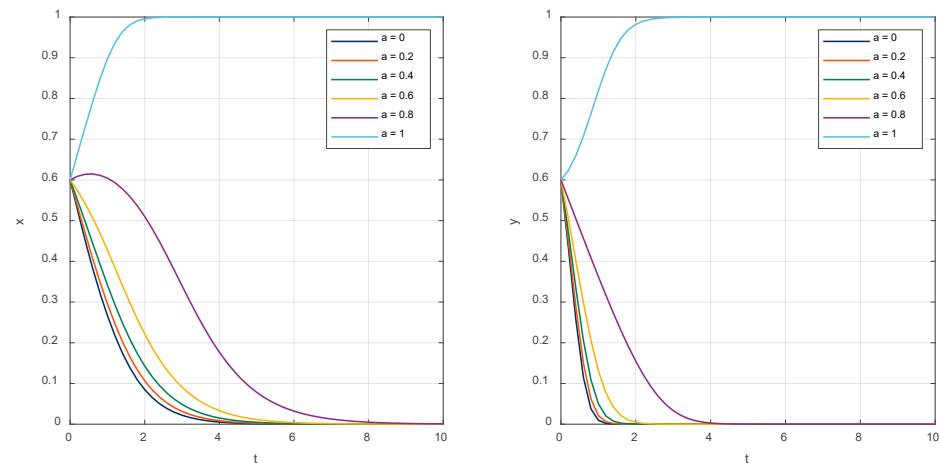 1
0.9
0.8
0.7
0.6
0.5
0.4
0.3
0.2
0.1
0
x
0 2 4 6 8 10
t
a = 0
a = 0.2
a = 0.4
a = 0.6
a = 0.8
a = 1
1
0.9
0.8
0.7
0.6
0.5
0.4
0.3
0.2
0.1
0
y
0 2 4 6 8 10
t
a = 0
a = 0.2
a = 0.4
a = 0.6
a = 0.8
a = 1